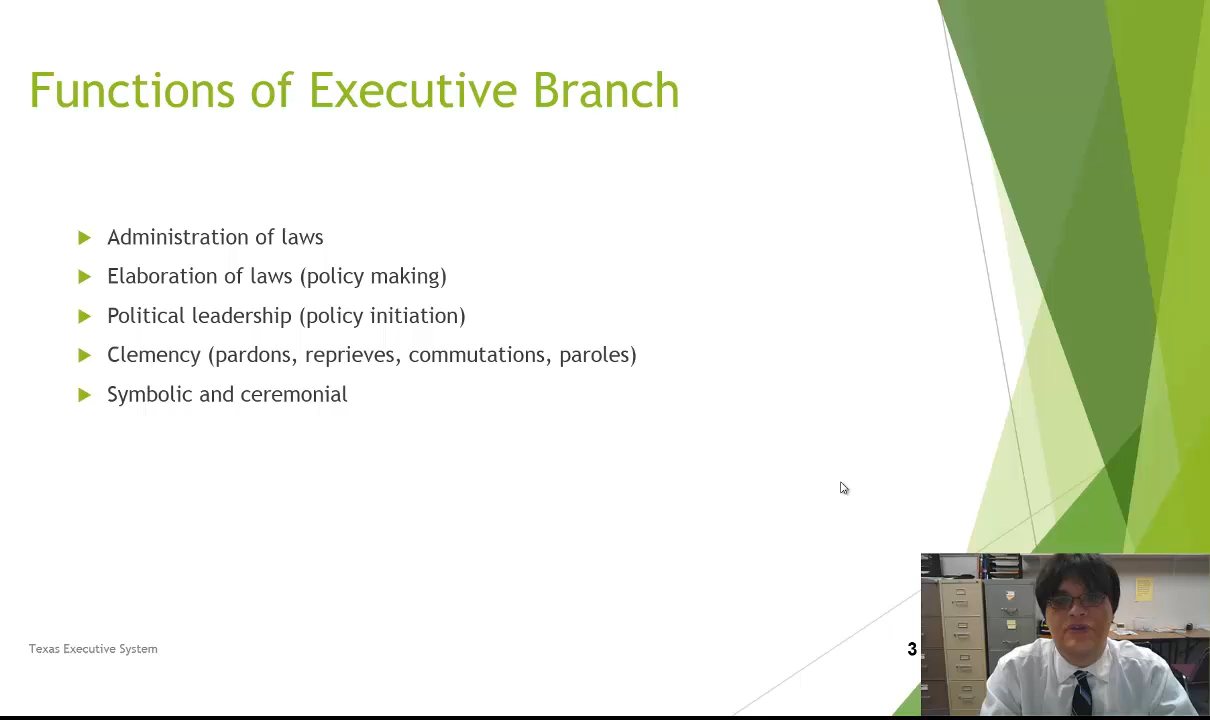 Functions of Executive Branch
Administration of laws
Elaboration of laws (policy making)
Political leadership (policy initiation)
Clemency (pardons, reprieves, commutations, paroles)
Symbolic and ceremonial
Texas Executive System
3